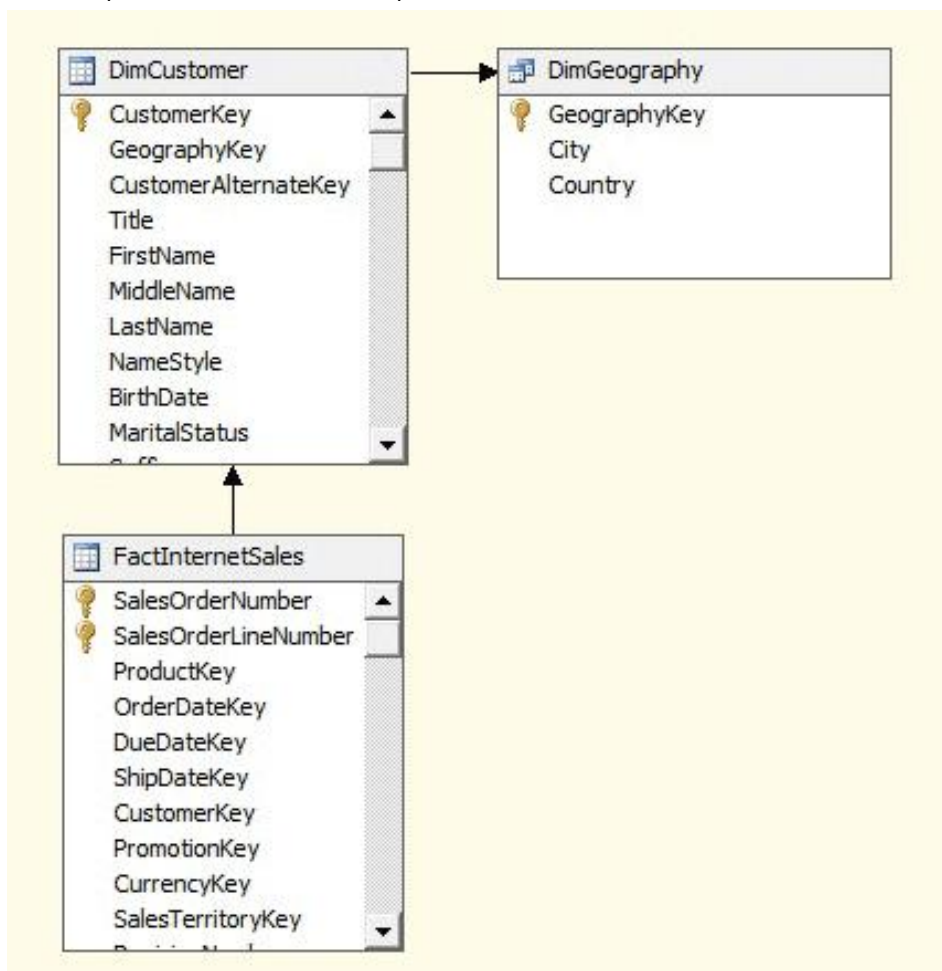 DimCustomer
CustomerKey
GeographyKey
CustomerAlternateKey
Title
FirstName
MiddleName
LastName
NameStyle
BirthDate
MaritalStatus
DimGeography
GeographyKey
City
Country
FactInternetSales
SalesOrderNumber
SalesOrderLineNumber
ProductKey
OrderDateKey
DueDateKey
ShipDateKey
CustomerKey
PromotionKey
CurrencyKey
SalesTerritoryKey